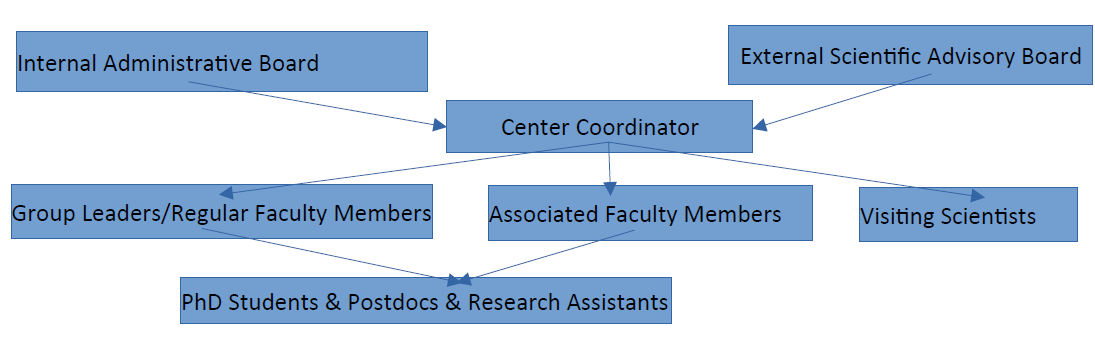 Internal Administrative Board
External Scientific Advisory Board
Center Coordinator
Group Leaders/Regular Faculty Members
Associated Faculty Members
Visiting Scientists
PhD Students & Postdocs & Research Assistants